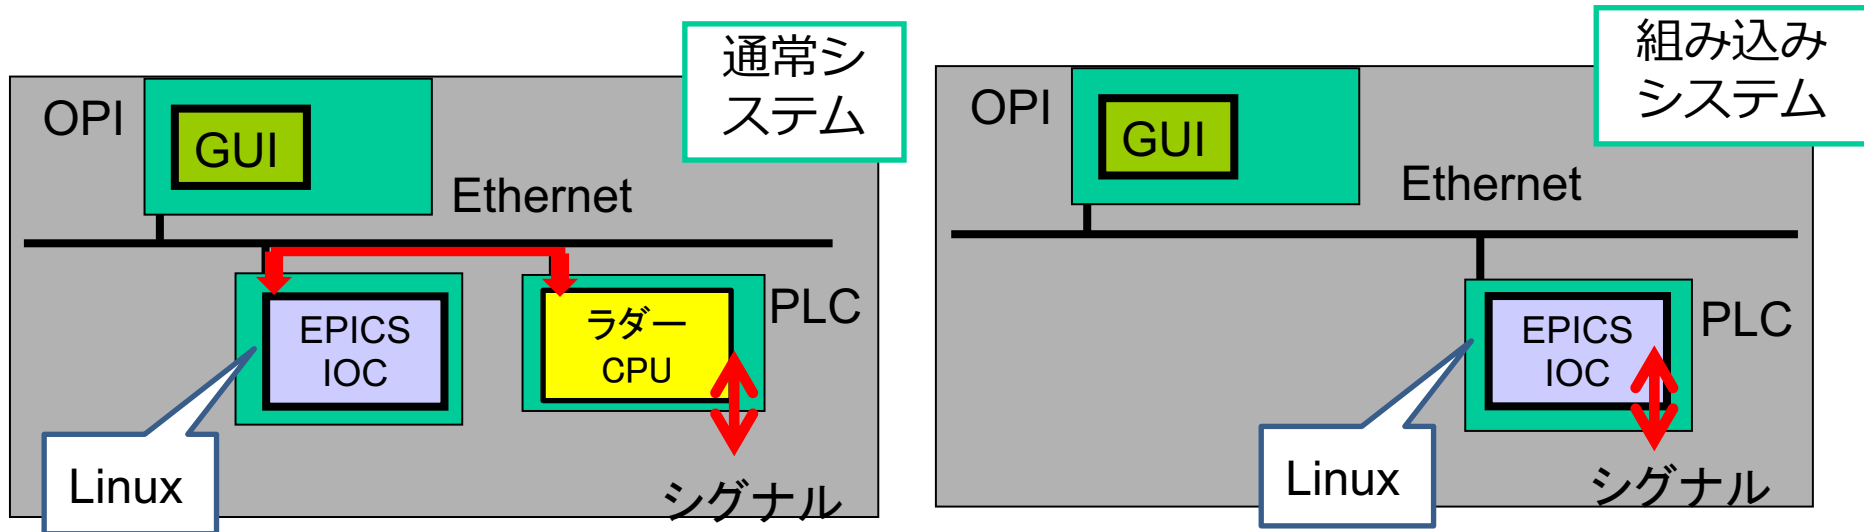 通常シ
ステム
OPI
GUI
Ethernet
EPICS
IOC
ラダー
CPU
PLC
Linux
シグナル
組み込み
システム
OPI
GUI
Ethernet
EPICS
IOC
PLC
Linux
シグナル